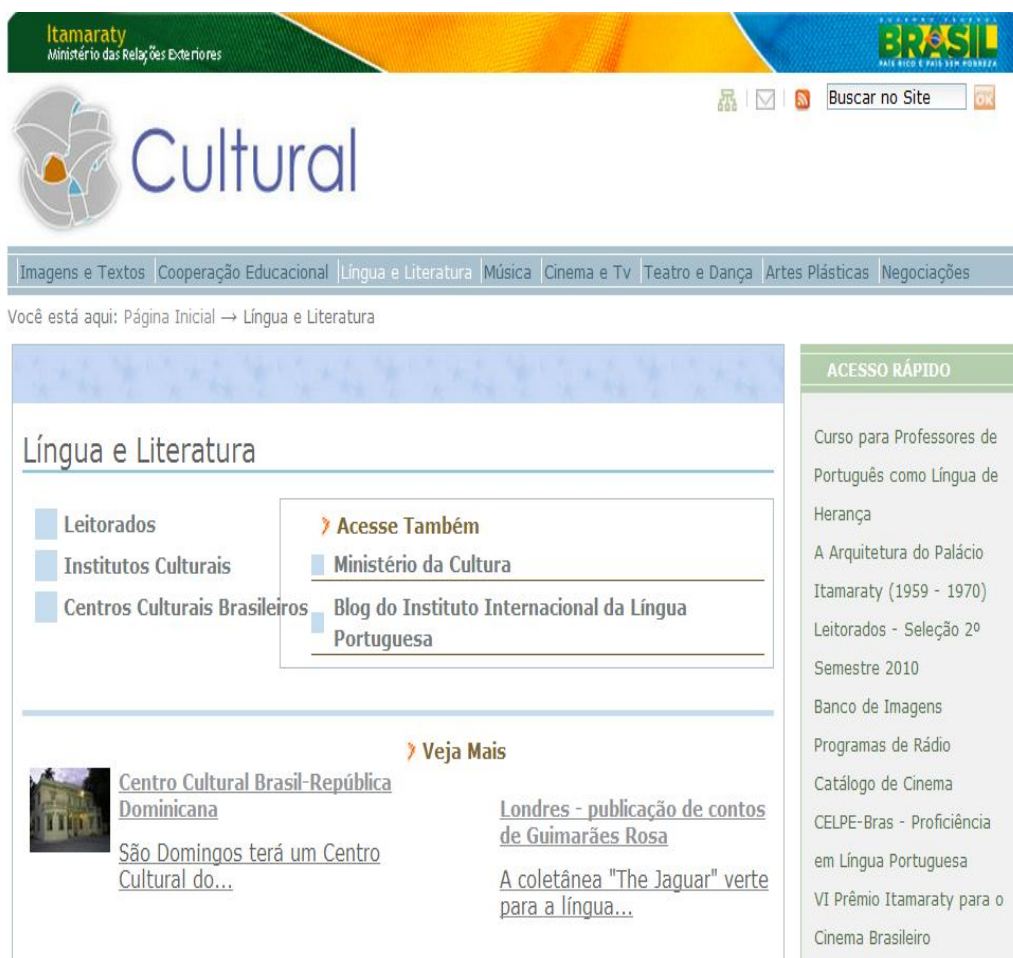 Itamaraty
Ministério das Relações Exteriores
BRASIL
PAÍS RICO É PAÍS SEM POBREZA
Buscar no Site
OK
Cultural
Imagens e Textos Cooperação Educacional Língua e Literatura Música Cinema e Tv Teatro e Dança Artes Plásticas Negociações
Você está aqui: Página Inicial → Língua e Literatura
Língua e Literatura
Leitorados
Institutos Culturais
Centros Culturais Brasileiros
Acesse Também
Ministério da Cultura
Blog do Instituto Internacional da Língua
Portuguesa
Veja Mais
Centro Cultural Brasil-República
Dominicana
São Domingos terá um Centro
Cultural do...
Londres - publicação de contos
de Guimarães Rosa
A coletânea "The Jaguar" verte
para a língua...
ACESSO RÁPIDO
Curso para Professores de
Português como Língua de
Herança
A Arquitetura do Palácio
Itamaraty (1959 - 1970)
Leitorados - Seleção 2º
Semestre 2010
Banco de Imagens
Programas de Rádio
Catálogo de Cinema
CELPE-Bras - Proficiência
em Língua Portuguesa
VI Prêmio Itamaraty para o
Cinema Brasileiro